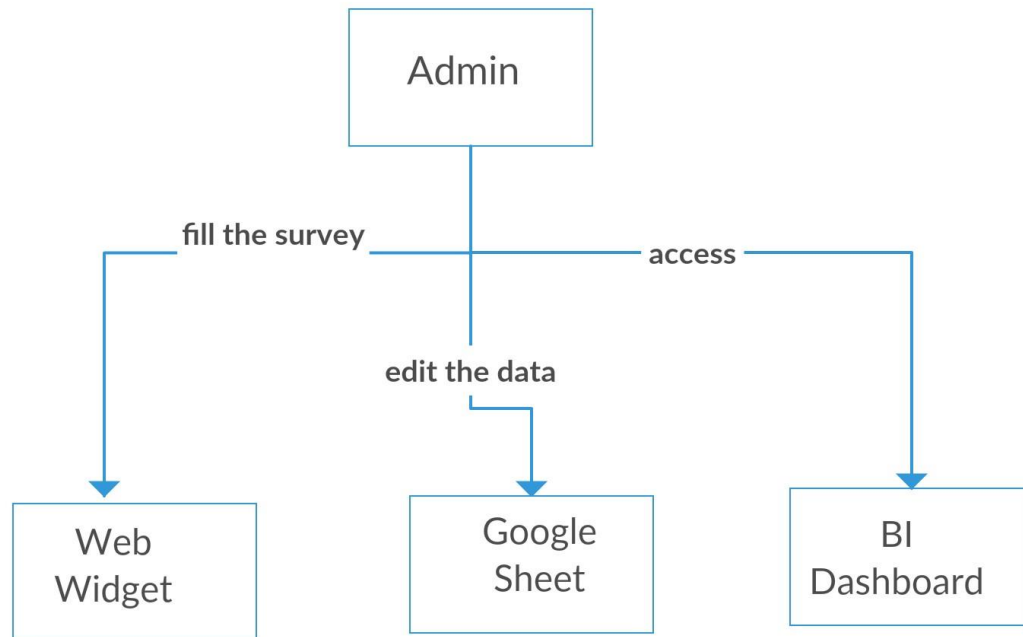 Admin
fill the survey
access
edit the data
Web
Widget
Google
Sheet
BI
Dashboard